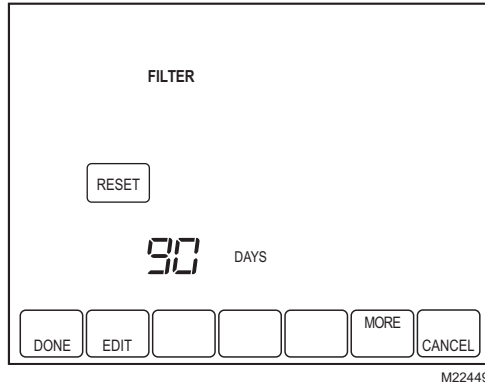 FILTER
RESET
90 DAYS
DONE EDIT MORE CANCEL
M22449